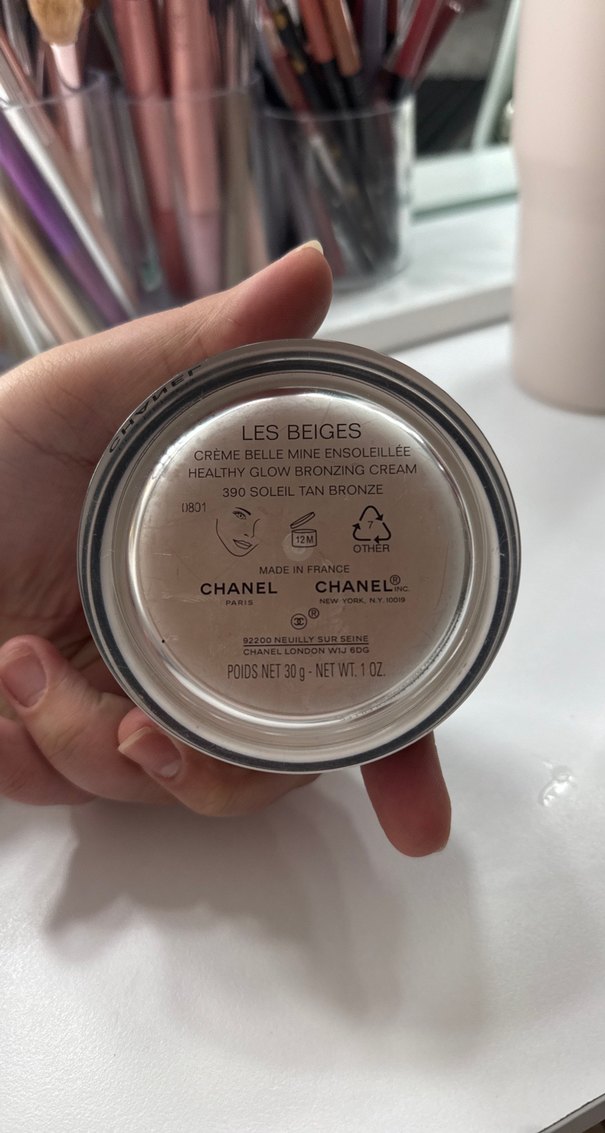 CHANEL
LES BEIGES
CRÈME BELLE MINE ENSOLEILLÉE
HEALTHY GLOW BRONZING CREAM
390 SOLEIL TAN BRONZE
0801
12M
7
OTHER
MADE IN FRANCE
CHANEL CHANEL® INC.
PARIS NEW YORK, N.Y. 10019
®
92200 NEUILLY SUR SEINE
CHANEL LONDON W1J 6DG
POIDS NET 30 g - NET WT. 1 OZ.